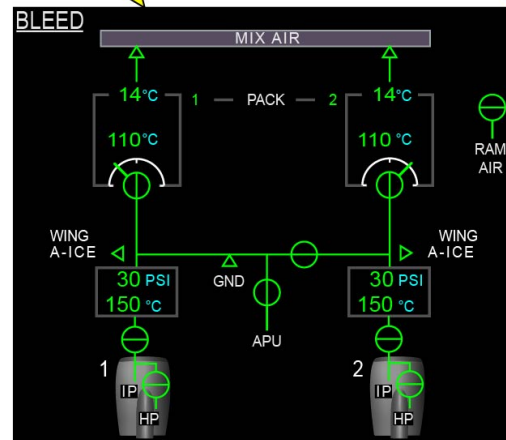 BLEED
MIX AIR
14°C 1 PACK 2 14°C
110°C 110°C
RAM
AIR
WING
A-ICE
WING
A-ICE
GND
30 PSI
150 °C
30 PSI
150 °C
APU
1
IP
HP
2
IP
HP